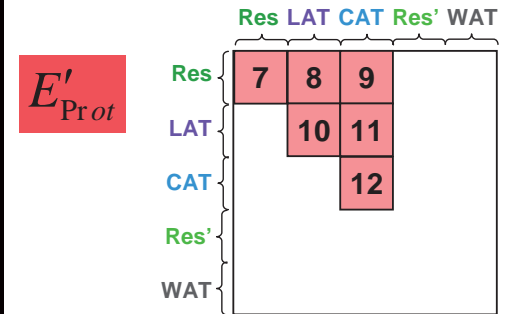 Res LAT CAT Res' WAT
E′Prot
Res 7 8 9
LAT 10 11
CAT 12
Res'
WAT